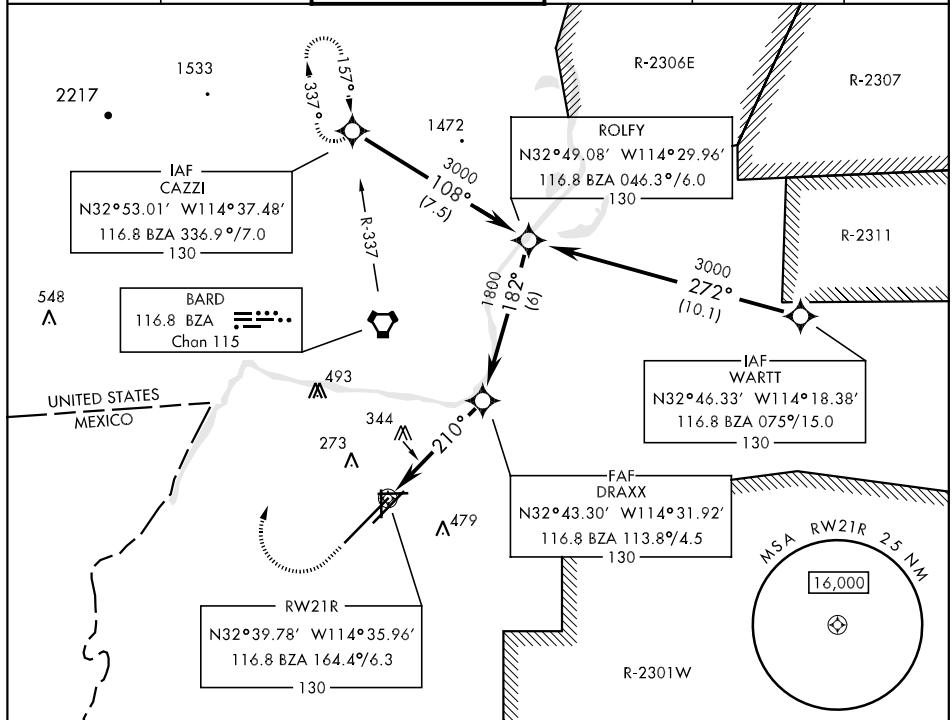 R-2306E
R-2307
1533
2217
157°
337°
1472
ROLFY
N32°49.08' W114°29.96'
116.8 BZA 046.3°/6.0
130
IAF
CAZZI
N32°53.01' W114°37.48'
116.8 BZA 336.9°/7.0
130
3000
108°
(7.5)
R-337
R-2311
3000
272°
(10.1)
1800
182°
(6)
548
BARD
116.8 BZA
Chan 115
IAF
WARTT
N32°46.33' W114°18.38'
116.8 BZA 075°/15.0
130
UNITED STATES
MEXICO
493
344
273
210°
479
FAF
DRAXX
N32°43.30' W114°31.92'
116.8 BZA 113.8°/4.5
130
MSA RW21R 25 NM
16,000
RW21R
N32°39.78' W114°35.96'
116.8 BZA 164.4°/6.3
130
R-2301W